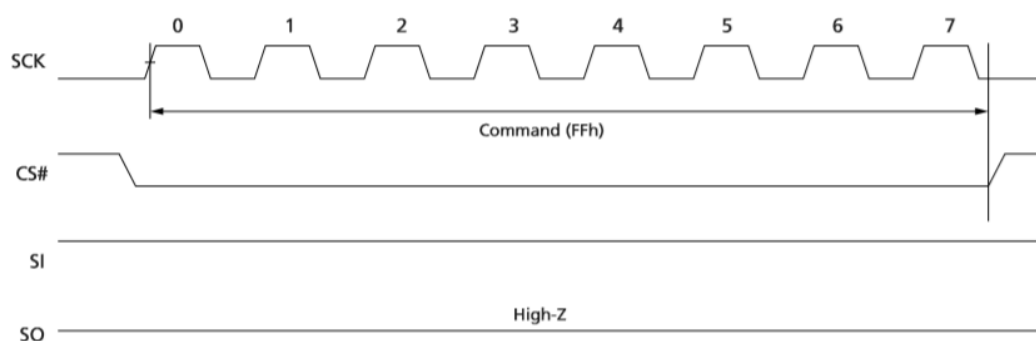 0 1 2 3 4 5 6 7
SCK
Command (FFh)
CS#
SI
High-Z
SO